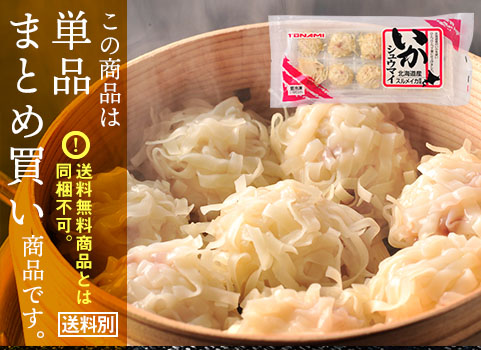 この商品は
単品
まとめ買い
商品です。
!
送料無料商品とは
同梱不可。
送料別
TONAMI
いか
シュウマイ
北海道産
スルメイカ使用